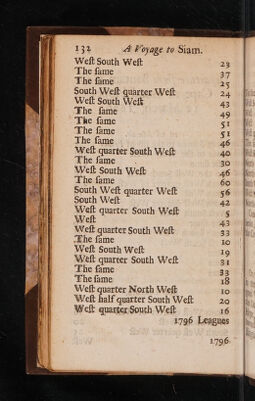 132 A Voyage to Siam.
Weſt South Weſt 23
The ſame 37
The ſame 25
South Weſt quarter Weſt 24
Weſt South Weſt 43
The ſame 49
The ſame 51
The ſame 51
The ſame 46
Weſt quarter South Weſt 40
The ſame 30
Weſt South Weſt 46
The ſame 60
South Weſt quarter Weſt 56
South Weſt 42
Weſt quarter South Weſt 5
Weſt 43
Weſt quarter South Weſt 33
The ſame 10
Weſt South Weſt 19
Weſt quarter South Weſt 31
The ſame 33
The ſame 18
Weſt quarter North Weſt 10
Weſt half quarter South Weſt 20
Weſt quarter South Weſt 16
1796 Leagues
1796